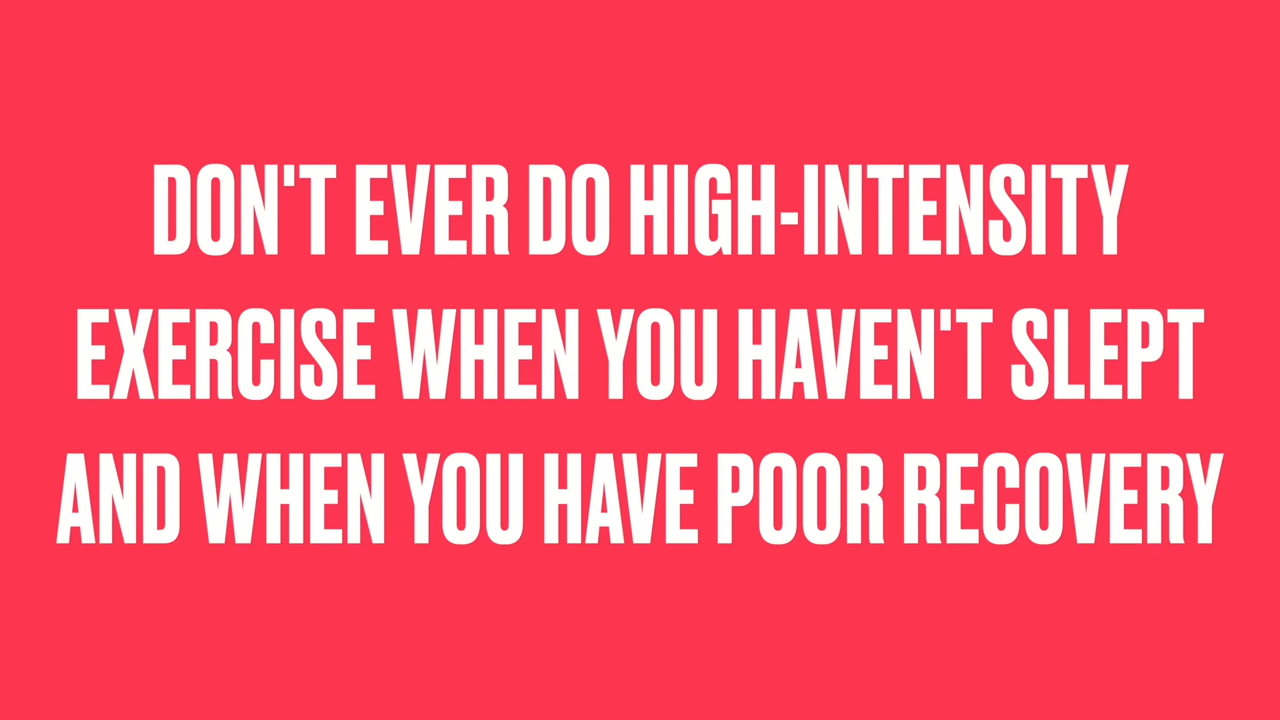 DON'T EVER DO HIGH-INTENSITY
EXERCISE WHEN YOU HAVEN'T SLEPT
AND WHEN YOU HAVE POOR RECOVERY